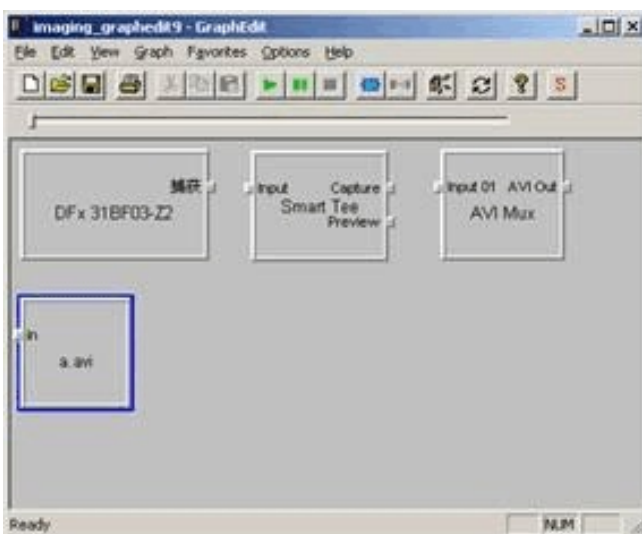 imaging_graphedit9 - GraphEdit
File Edit View Graph Favorites Options Help
S
捕获
DFx 31BF03-Z2
Input Capture
Smart Tee
Preview
Input 01 AVI Out
AVI Mux
in
a.avi
Ready NUM